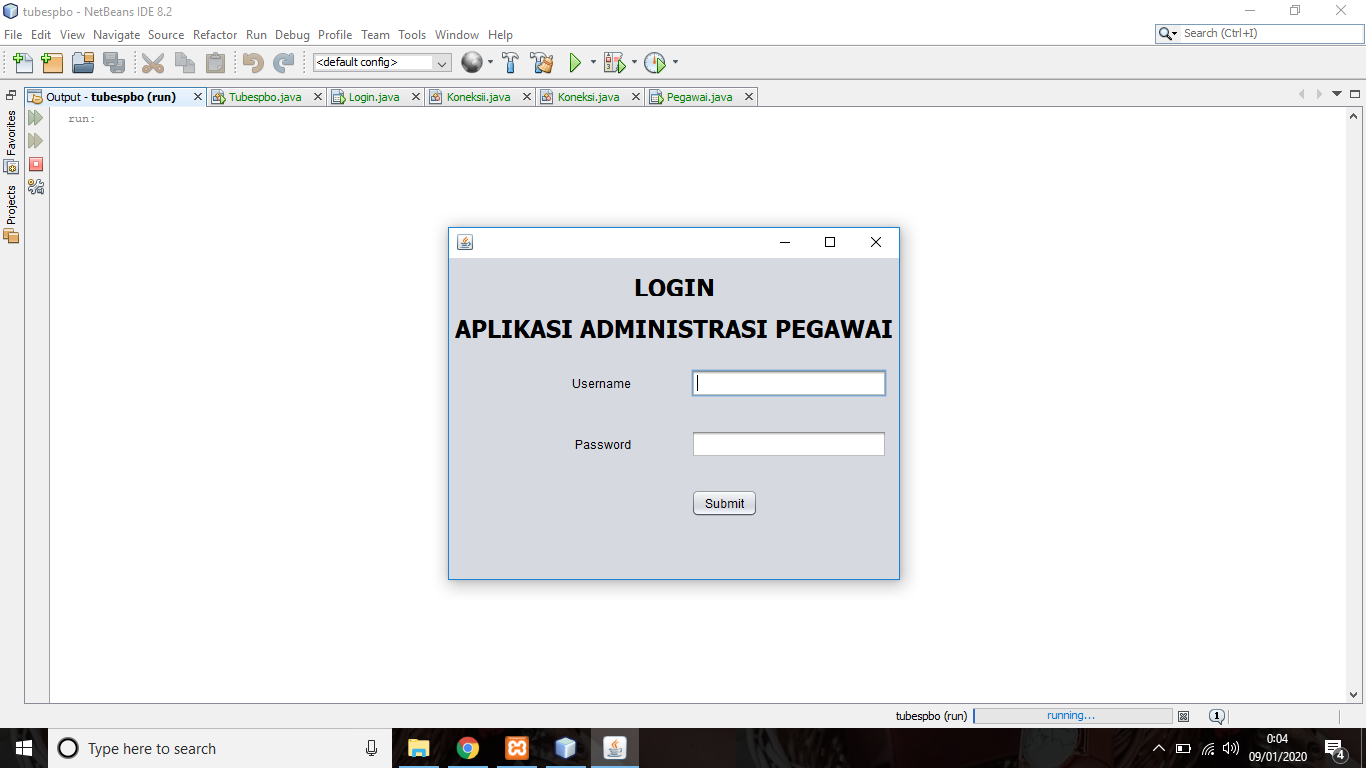 tubespbo - NetBeans IDE 8.2
File Edit View Navigate Source Refactor Run Debug Profile Team Tools Window Help
Search (Ctrl+I)
<default config>
Output - tubespbo (run)
Tubespbo.java
Login.java
Koneksii.java
Koneksi.java
Pegawai.java
Favorites
Projects
run:
LOGIN
APLIKASI ADMINISTRASI PEGAWAI
Username
Password
Submit
tubespbo (run)
running...
1
Type here to search
0:04
09/01/2020
4